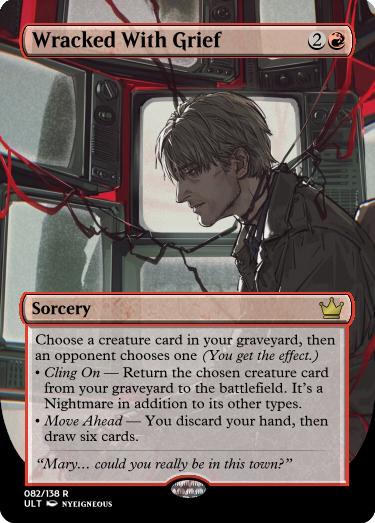 Wracked With Grief 2
Sorcery
Choose a creature card in your graveyard, then
an opponent chooses one (You get the effect.)
• Cling On — Return the chosen creature card
from your graveyard to the battlefield. It's a
Nightmare in addition to its other types.
• Move Ahead — You discard your hand, then
draw six cards.
“Mary… could you really be in this town?”
082/138 R
ULT NYEIGNEOUS